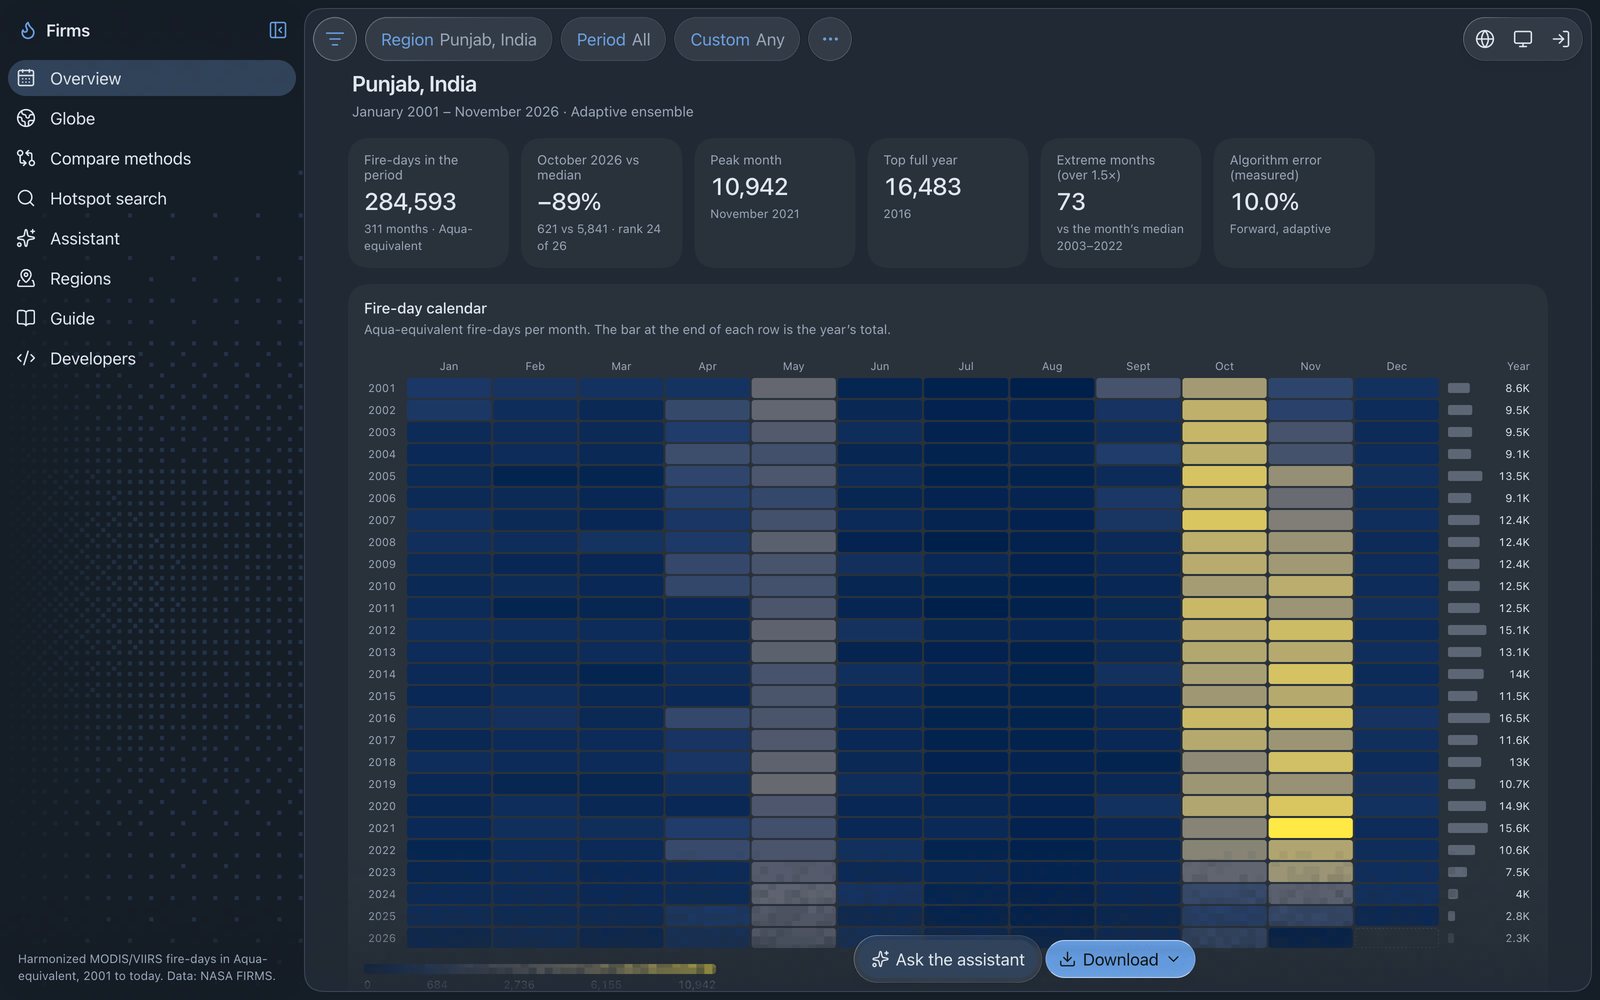 Firms
Overview
Globe
Compare methods
Hotspot search
Assistant
Regions
Guide
Developers
Harmonized MODIS/VIIRS fire-days in Aqua-
equivalent, 2001 to today. Data: NASA FIRMS.
Region Punjab, India
Period All
Custom Any
Punjab, India
January 2001 – November 2026 · Adaptive ensemble
Fire-days in the
period
284,593
311 months · Aqua-
equivalent
October 2026 vs
median
−89%
621 vs 5,841 · rank 24
of 26
Peak month
10,942
November 2021
Top full year
16,483
2016
Extreme months
(over 1.5×)
73
vs the month's median
2003–2022
Algorithm error
(measured)
10.0%
Forward, adaptive
Fire-day calendar
Aqua-equivalent fire-days per month. The bar at the end of each row is the year's total.
Jan Feb Mar Apr May Jun Jul Aug Sept Oct Nov Dec Year
2001 8.6K
2002 9.5K
2003 9.5K
2004 9.1K
2005 13.5K
2006 9.1K
2007 12.4K
2008 12.4K
2009 12.4K
2010 12.5K
2011 12.5K
2012 15.1K
2013 13.1K
2014 14K
2015 11.5K
2016 16.5K
2017 11.6K
2018 13K
2019 10.7K
2020 14.9K
2021 15.6K
2022 10.6K
2023 7.5K
2024 4K
2025 2.8K
2026 2.3K
0 684 2,736 6,155 10,942
Ask the assistant
Download